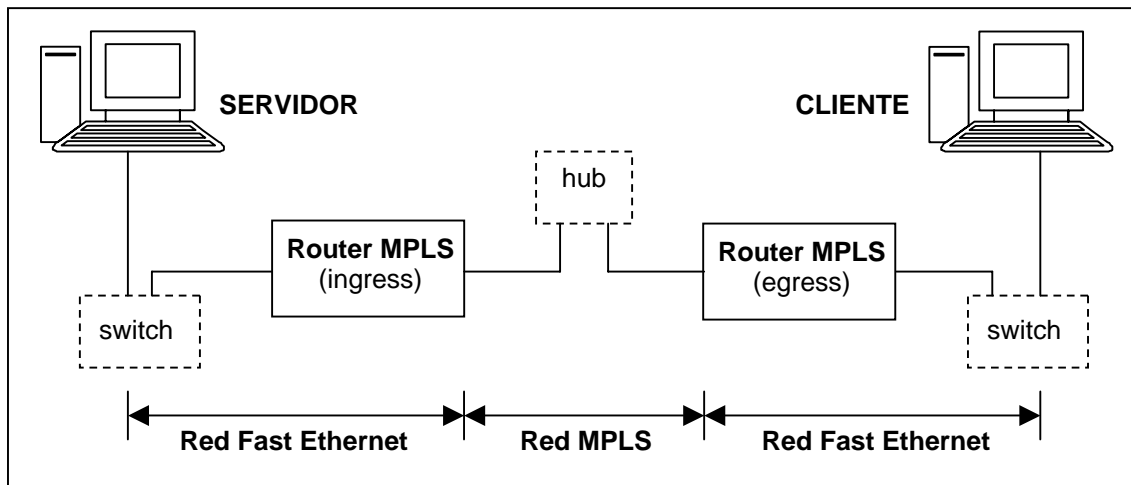 SERVIDOR
CLIENTE
hub
Router MPLS
(ingress)
Router MPLS
(egress)
switch
switch
Red Fast Ethernet
Red MPLS
Red Fast Ethernet